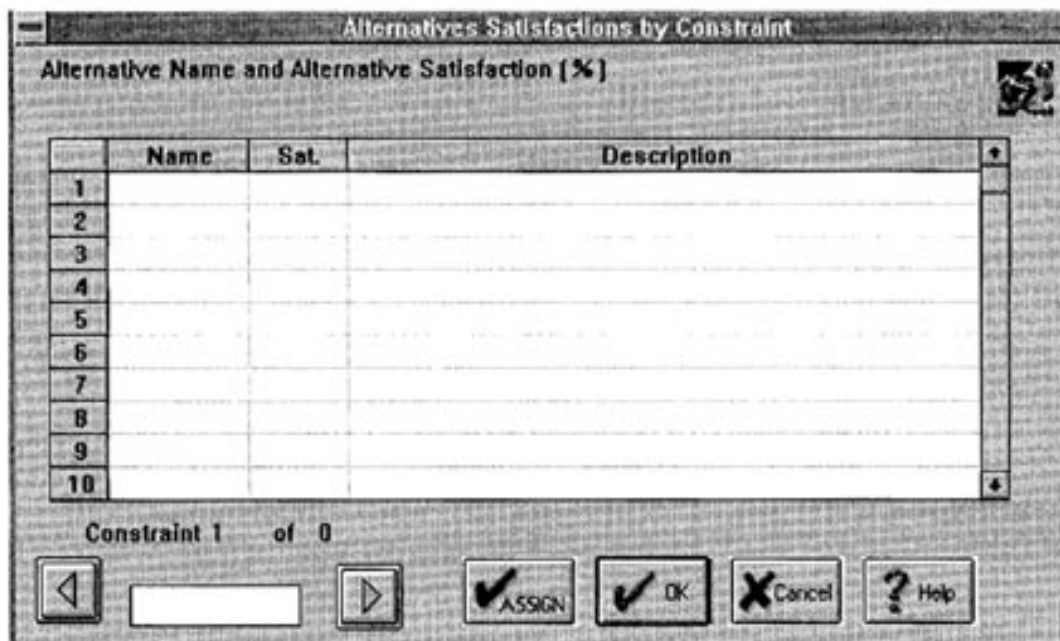 Alternatives Satisfactions by Constraint
Alternative Name and Alternative Satisfaction (%)
Name Sat. Description
1
2
3
4
5
6
7
8
9
10
Constraint 1 of 0
ASSIGN OK Cancel ? Help